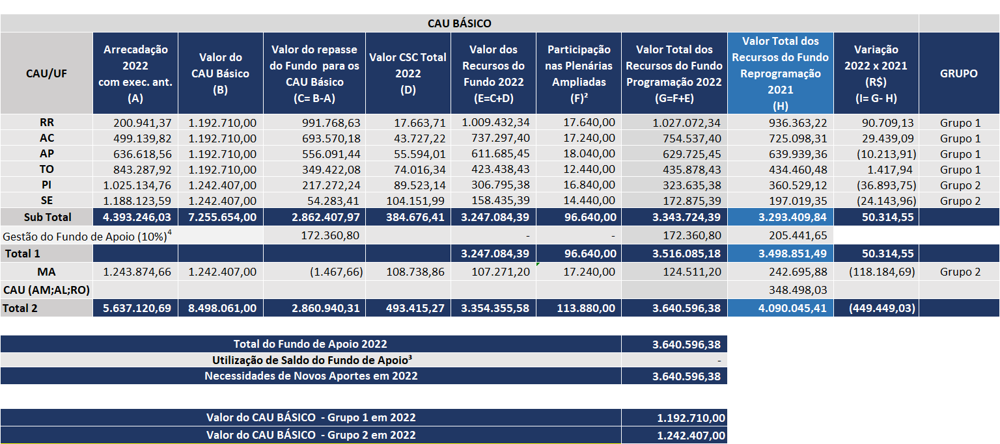 CAU BÁSICO
CAU/UF | Arrecadação 2022 com exec. ant. (A) | Valor do CAU Básico (B) | Valor do repasse do Fundo para os CAU Básico (C= B-A) | Valor CSC Total 2022 (D) | Valor dos Recursos do Fundo 2022 (E=C+D) | Participação nas Plenárias Ampliadas (F)² | Valor Total dos Recursos do Fundo Programação 2022 (G=F+E) | Valor Total dos Recursos do Fundo Reprogramação 2021 (H) | Variação 2022 x 2021 (R$) (I= G- H) | GRUPO
RR | 200.941,37 | 1.192.710,00 | 991.768,63 | 17.663,71 | 1.009.432,34 | 17.640,00 | 1.027.072,34 | 936.363,22 | 90.709,13 | Grupo 1
AC | 499.139,82 | 1.192.710,00 | 693.570,18 | 43.727,22 | 737.297,40 | 17.240,00 | 754.537,40 | 725.098,31 | 29.439,09 | Grupo 1
AP | 636.618,56 | 1.192.710,00 | 556.091,44 | 55.594,01 | 611.685,45 | 18.040,00 | 629.725,45 | 639.939,36 | (10.213,91) | Grupo 1
TO | 843.287,92 | 1.192.710,00 | 349.422,08 | 74.016,34 | 423.438,43 | 12.440,00 | 435.878,43 | 434.460,48 | 1.417,94 | Grupo 1
PI | 1.025.134,76 | 1.242.407,00 | 217.272,24 | 89.523,14 | 306.795,38 | 16.840,00 | 323.635,38 | 360.529,12 | (36.893,75) | Grupo 2
SE | 1.188.123,59 | 1.242.407,00 | 54.283,41 | 104.151,99 | 158.435,39 | 14.440,00 | 172.875,39 | 197.019,35 | (24.143,96) | Grupo 2
Sub Total | 4.393.246,03 | 7.255.654,00 | 2.862.407,97 | 384.676,41 | 3.247.084,39 | 96.640,00 | 3.343.724,39 | 3.293.409,84 | 50.314,55
Gestão do Fundo de Apoio (10%)⁴ | 172.360,80 | - | - | 172.360,80 | 205.441,65
Total 1 | 3.247.084,39 | 96.640,00 | 3.516.085,18 | 3.498.851,49 | 50.314,55
MA | 1.243.874,66 | 1.242.407,00 | (1.467,66) | 108.738,86 | 107.271,20 | 17.240,00 | 124.511,20 | 242.695,88 | (118.184,69) | Grupo 2
CAU (AM;AL;RO) | 348.498,03
Total 2 | 5.637.120,69 | 8.498.061,00 | 2.860.940,31 | 493.415,27 | 3.354.355,58 | 113.880,00 | 3.640.596,38 | 4.090.045,41 | (449.449,03)
Total do Fundo de Apoio 2022 | 3.640.596,38
Utilização de Saldo do Fundo de Apoio³ | -
Necessidades de Novos Aportes em 2022 | 3.640.596,38
Valor do CAU BÁSICO - Grupo 1 em 2022 | 1.192.710,00
Valor do CAU BÁSICO - Grupo 2 em 2022 | 1.242.407,00